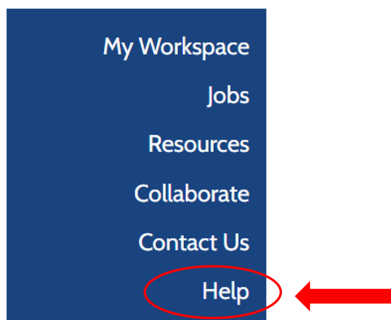 My Workspace
Jobs
Resources
Collaborate
Contact Us
Help